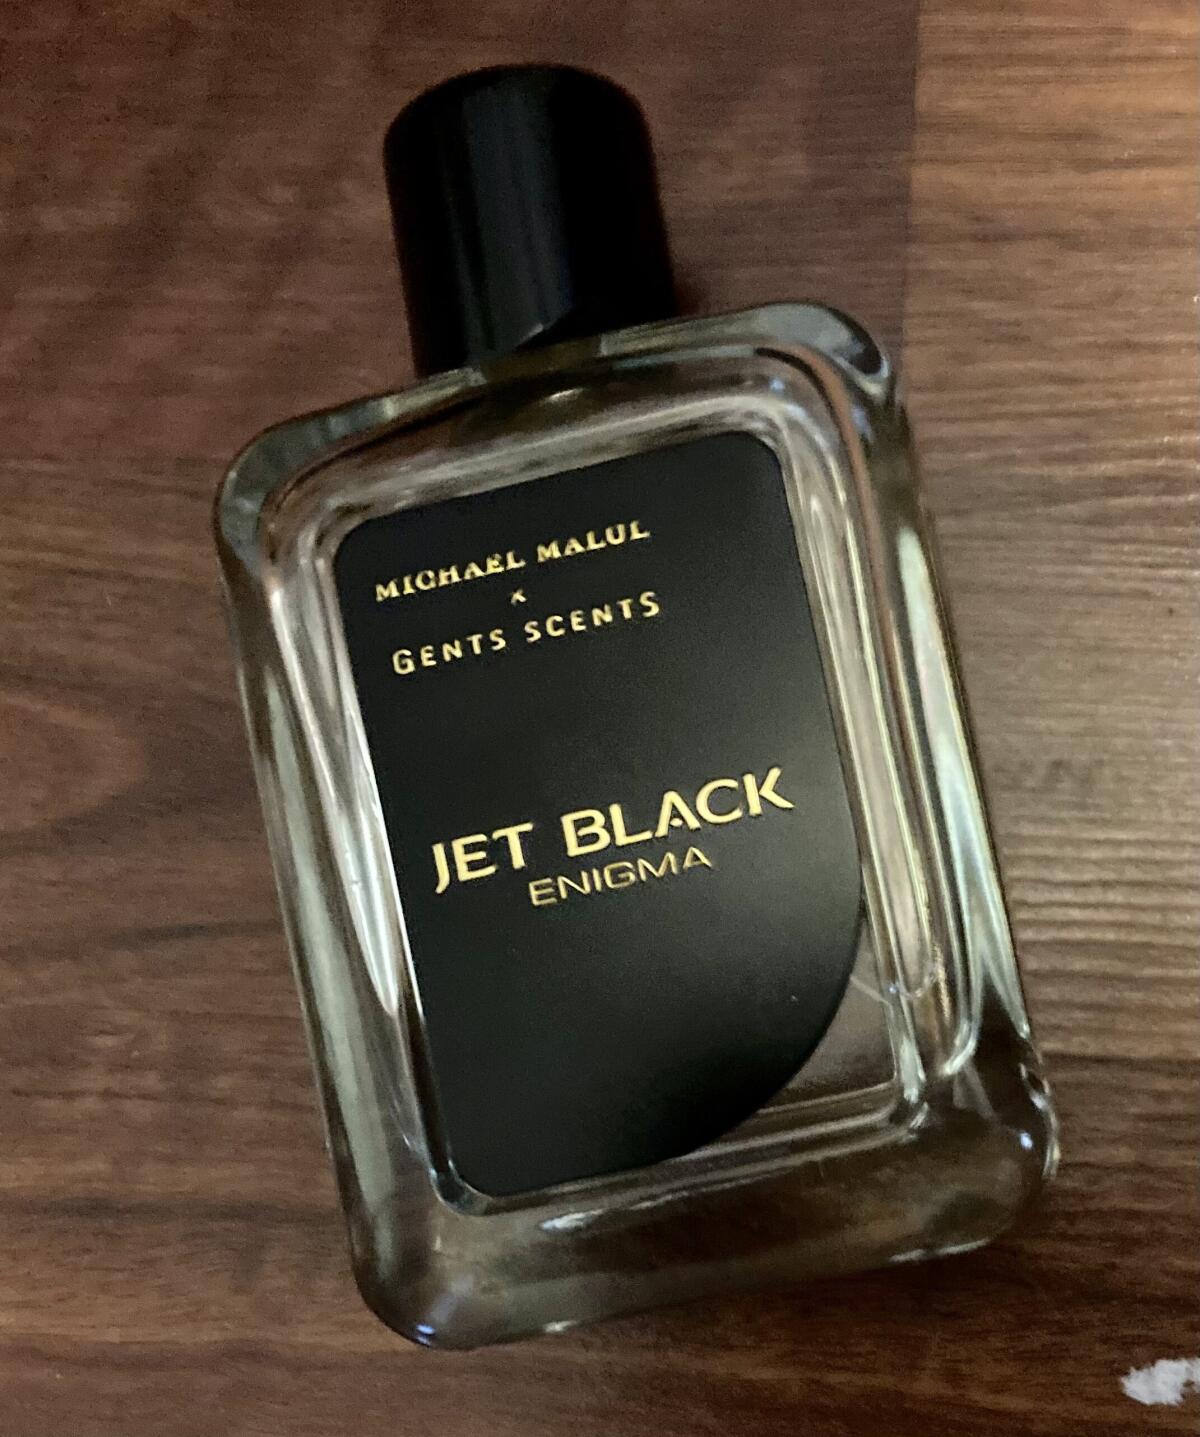 MICHAEL MALUL
x
GENTS SCENTS
JET BLACK
ENIGMA